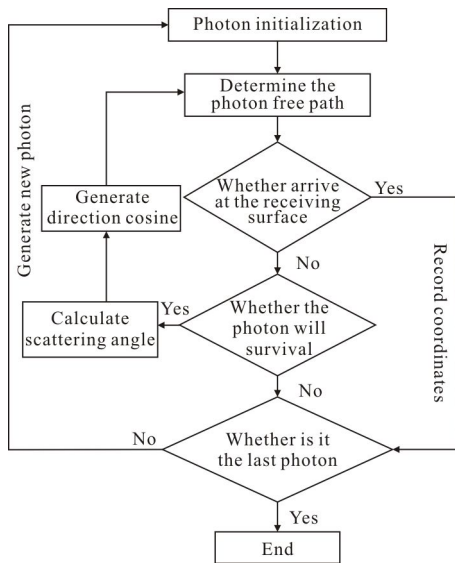 Photon initialization
Determine the
photon free path
Whether arrive
at the receiving
surface
Yes
No
Generate
direction cosine
Generate new photon
Calculate
scattering angle
Yes
Whether the
photon will
survival
Record coordinates
No
No
Whether is it
the last photon
Yes
End